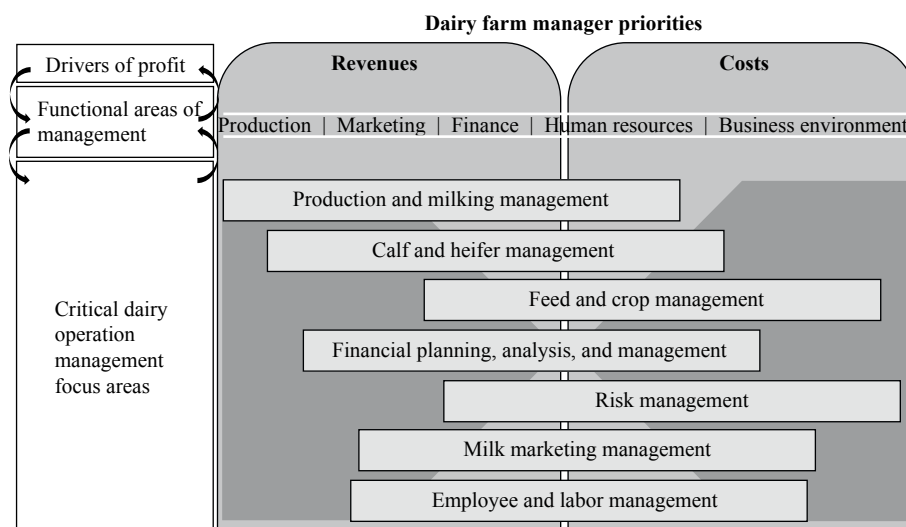 Dairy farm manager priorities
Drivers of profit
Revenues
Costs
Functional areas of
management
Production | Marketing | Finance | Human resources | Business environment
Production and milking management
Calf and heifer management
Feed and crop management
Critical dairy
operation
management
focus areas
Financial planning, analysis, and management
Risk management
Milk marketing management
Employee and labor management